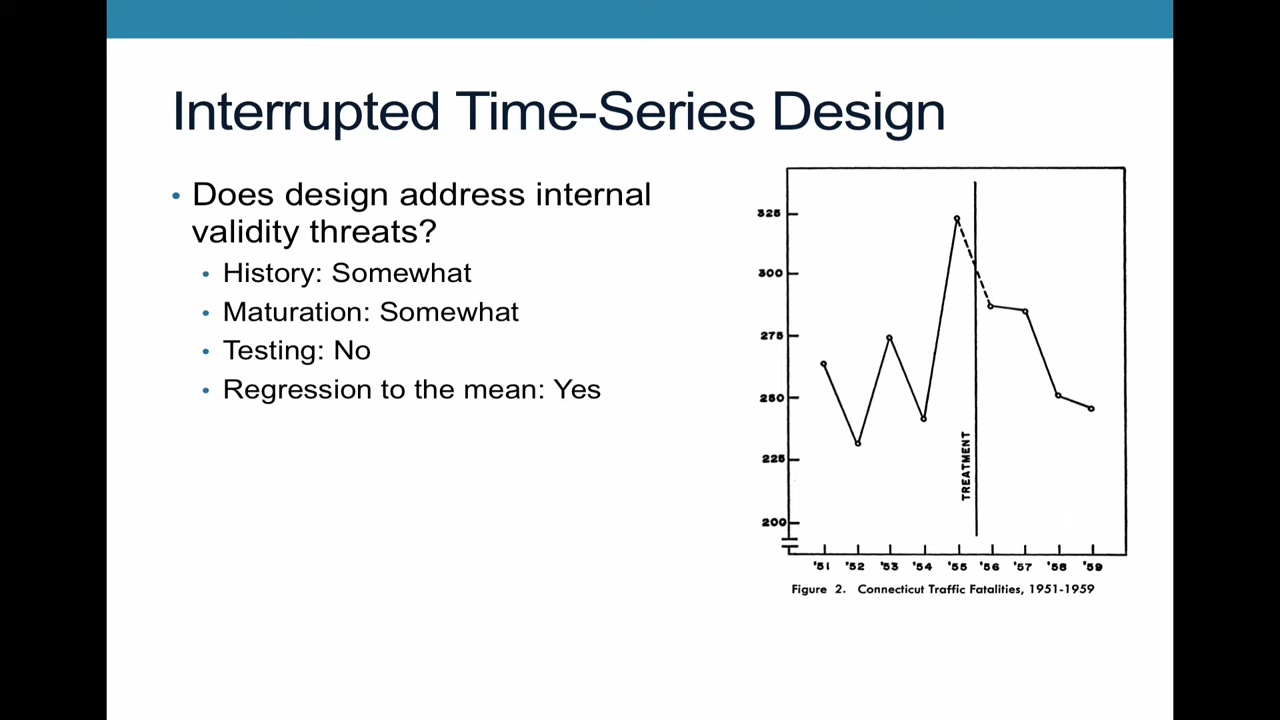 Interrupted Time-Series Design
• Does design address internal
validity threats?
• History: Somewhat
• Maturation: Somewhat
• Testing: No
• Regression to the mean: Yes
325
300
275
250
225
200
TREATMENT
'51 '52 '53 '54 '55 '56 '57 '58 '59
Figure 2. Connecticut Traffic Fatalities, 1951-1959